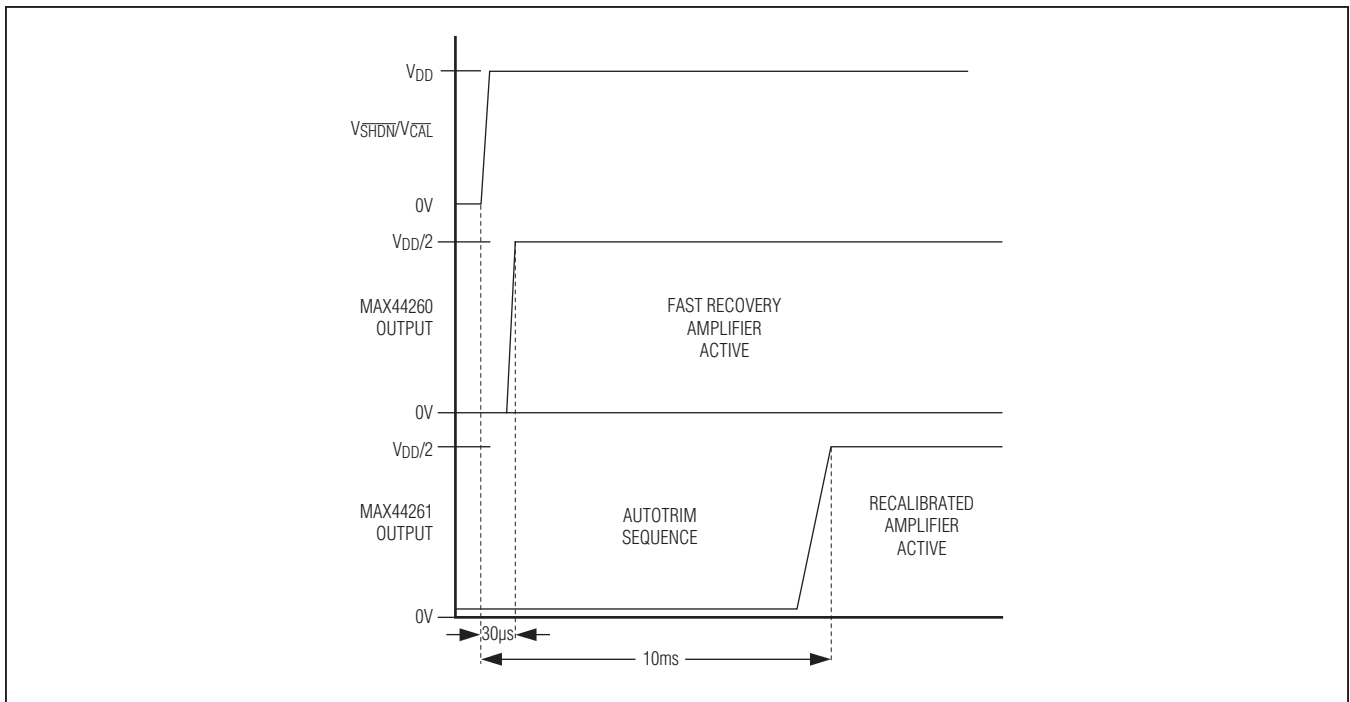 VDD
VSHDN/VCAL
0V
VDD/2
MAX44260
OUTPUT
FAST RECOVERY
AMPLIFIER
ACTIVE
0V
VDD/2
MAX44261
OUTPUT
AUTOTRIM
SEQUENCE
RECALIBRATED
AMPLIFIER
ACTIVE
0V
30µs
10ms